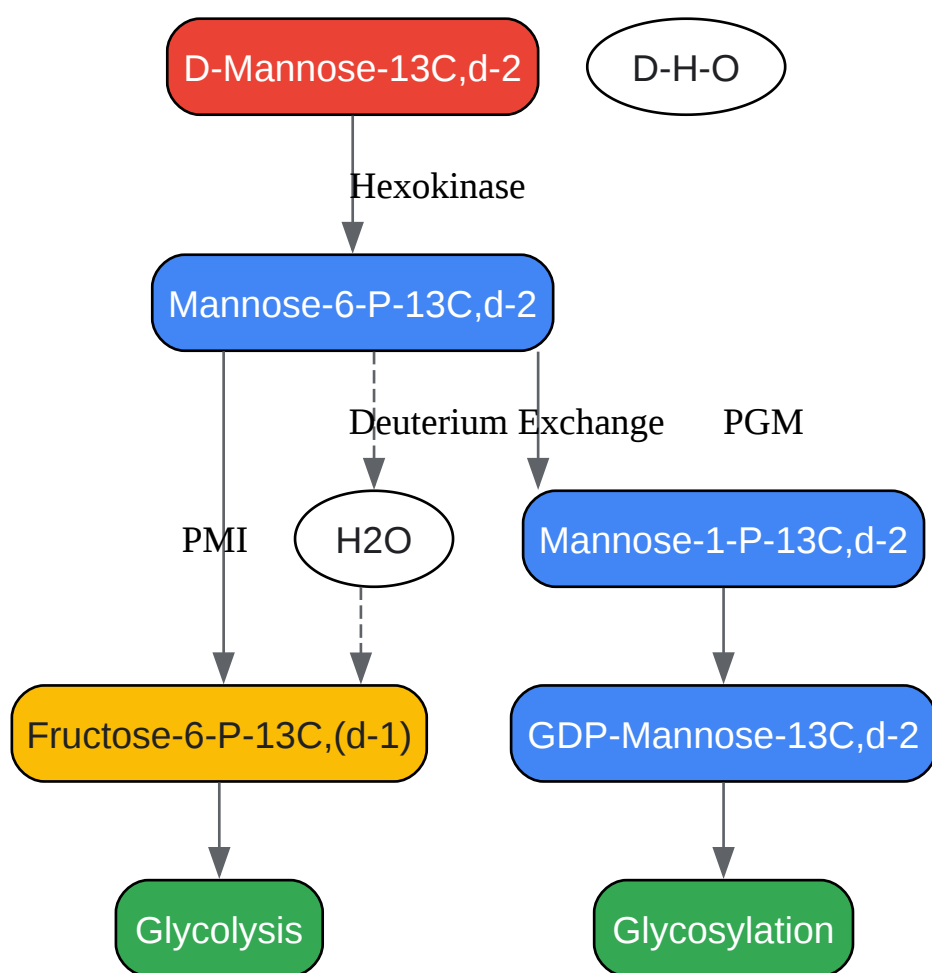 D-Mannose-13C,d-2
D-H-O
Hexokinase
Mannose-6-P-13C,d-2
Deuterium Exchange
PGM
PMI
H2O
Mannose-1-P-13C,d-2
Fructose-6-P-13C,(d-1)
GDP-Mannose-13C,d-2
Glycolysis
Glycosylation